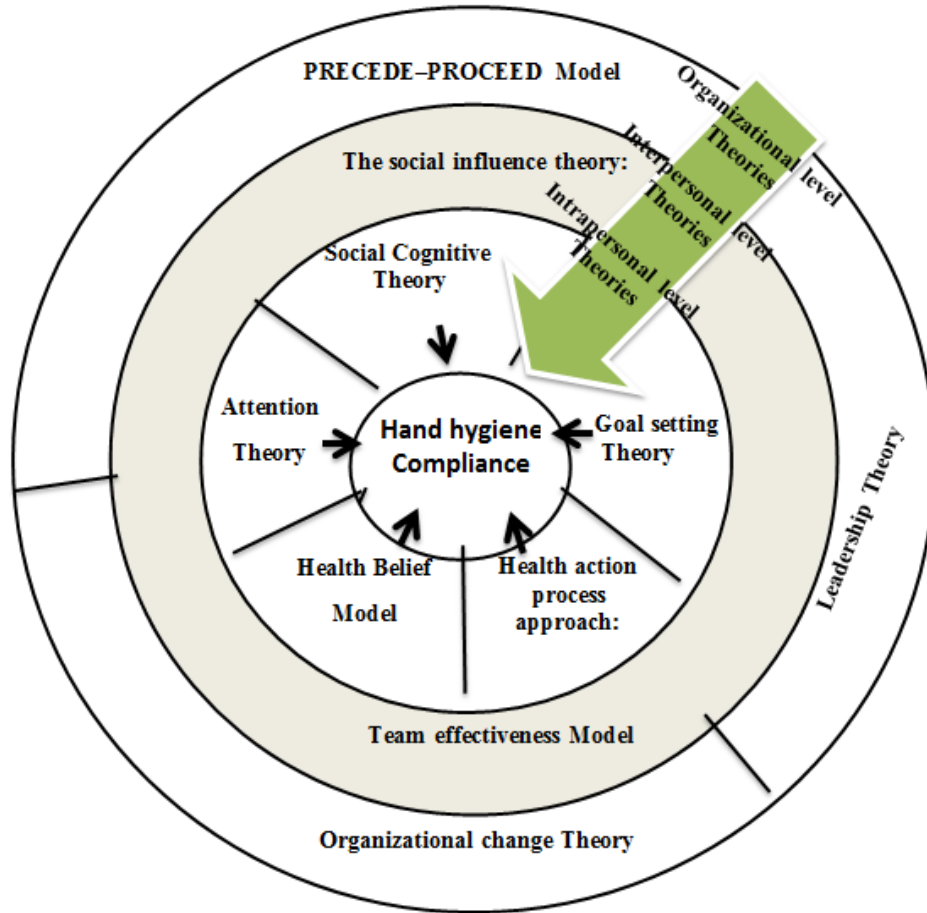 PRECEDE–PROCEED Model
Organizational level
Theories
The social influence theory:
Interpersonal level
Theories
Intrapersonal level
Theories
Social Cognitive
Theory
Attention
Theory
Hand hygiene
Compliance
Goal setting
Theory
Leadership Theory
Health Belief
Model
Health action
process
approach:
Team effectiveness Model
Organizational change Theory